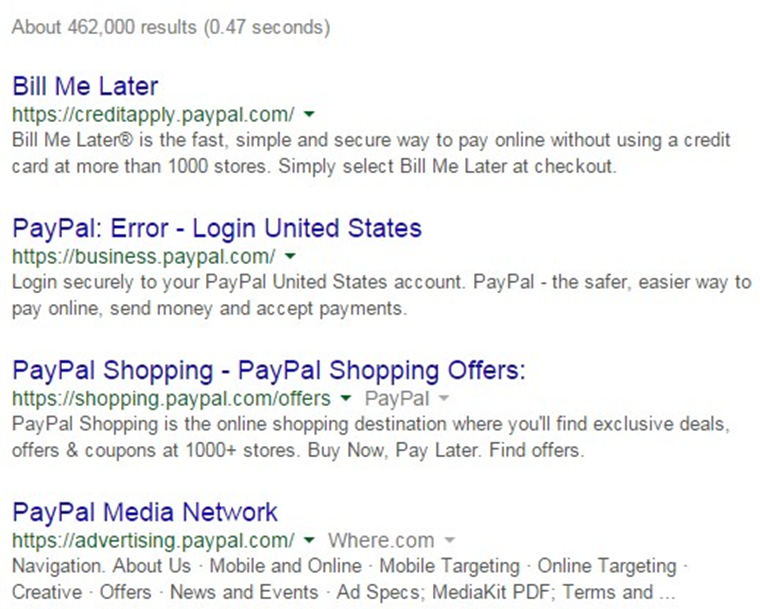 About 462,000 results (0.47 seconds)
Bill Me Later
https://creditapply.paypal.com/
Bill Me Later® is the fast, simple and secure way to pay online without using a credit
card at more than 1000 stores. Simply select Bill Me Later at checkout.
PayPal: Error - Login United States
https://business.paypal.com/
Login securely to your PayPal United States account. PayPal - the safer, easier way to
pay online, send money and accept payments.
PayPal Shopping - PayPal Shopping Offers:
https://shopping.paypal.com/offers PayPal
PayPal Shopping is the online shopping destination where you'll find exclusive deals,
offers & coupons at 1000+ stores. Buy Now, Pay Later. Find offers.
PayPal Media Network
https://advertising.paypal.com/ Where.com
Navigation. About Us · Mobile and Online · Mobile Targeting · Online Targeting ·
Creative · Offers · News and Events · Ad Specs; MediaKit PDF; Terms and ...